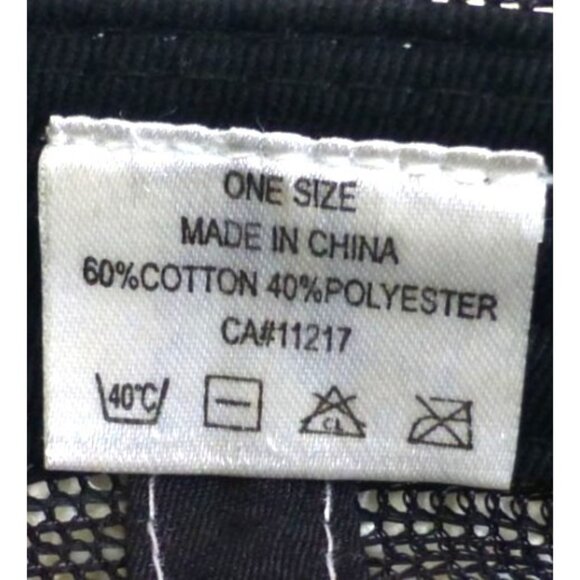 ONE SIZE
MADE IN CHINA
60%COTTON 40%POLYESTER
CA#11217
40°C CL